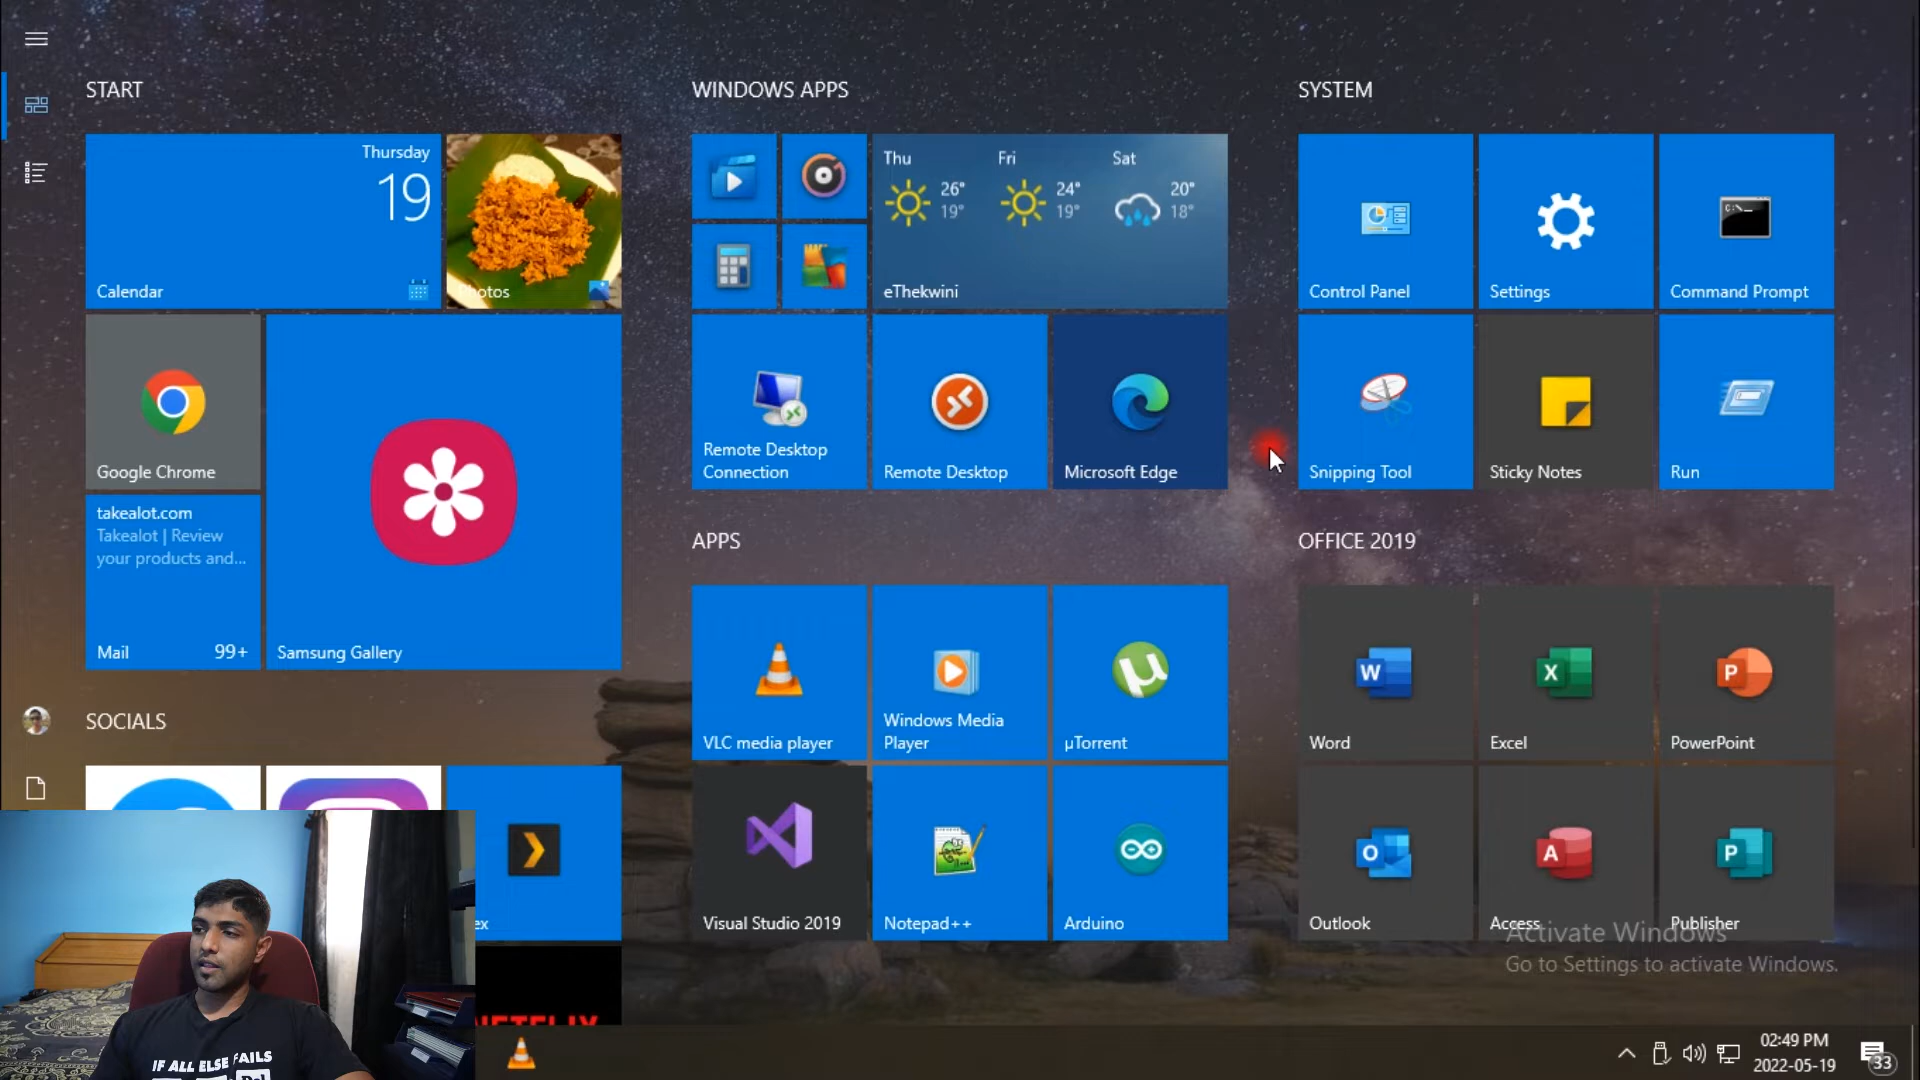 START
WINDOWS APPS
SYSTEM
Thursday
19
Calendar
Photos
Thu
26°
19°
Fri
24°
19°
Sat
20°
18°
eThekwini
Control Panel
Settings
C:\_
Command Prompt
Google Chrome
Remote Desktop
Connection
Remote Desktop
Microsoft Edge
Snipping Tool
Sticky Notes
Run
takealot.com
Takealot | Review
your products and...
Mail 99+
Samsung Gallery
APPS
OFFICE 2019
VLC media player
Windows Media
Player
µTorrent
W
Word
X
Excel
P
PowerPoint
SOCIALS
ex
NETFLIX
Visual Studio 2019
Notepad++
Arduino
O
Outlook
A
Access
P
Publisher
Activate Windows
Go to Settings to activate Windows.
IF ALL ELSE FAILS
02:49 PM
2022-05-19
33